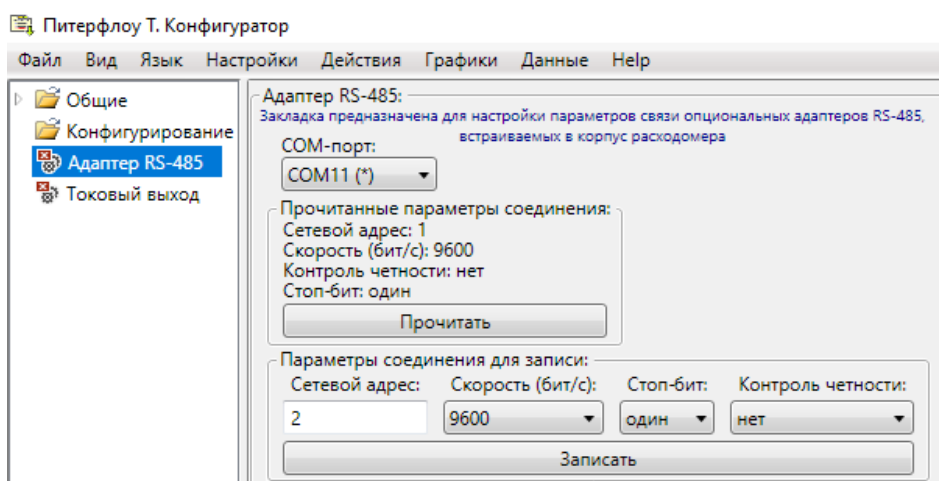 Питерфлоу Т. Конфигуратор
Файл Вид Язык Настройки Действия Графики Данные Help
Общие
Конфигурирование
Адаптер RS-485
Токовый выход
Адаптер RS-485:
Закладка предназначена для настройки параметров связи опциональных адаптеров RS-485,
встраиваемых в корпус расходомера
COM-порт:
COM11 (*)
Прочитанные параметры соединения:
Сетевой адрес: 1
Скорость (бит/с): 9600
Контроль четности: нет
Стоп-бит: один
Прочитать
Параметры соединения для записи:
Сетевой адрес: Скорость (бит/с): Стоп-бит: Контроль четности:
2 9600 один нет
Записать